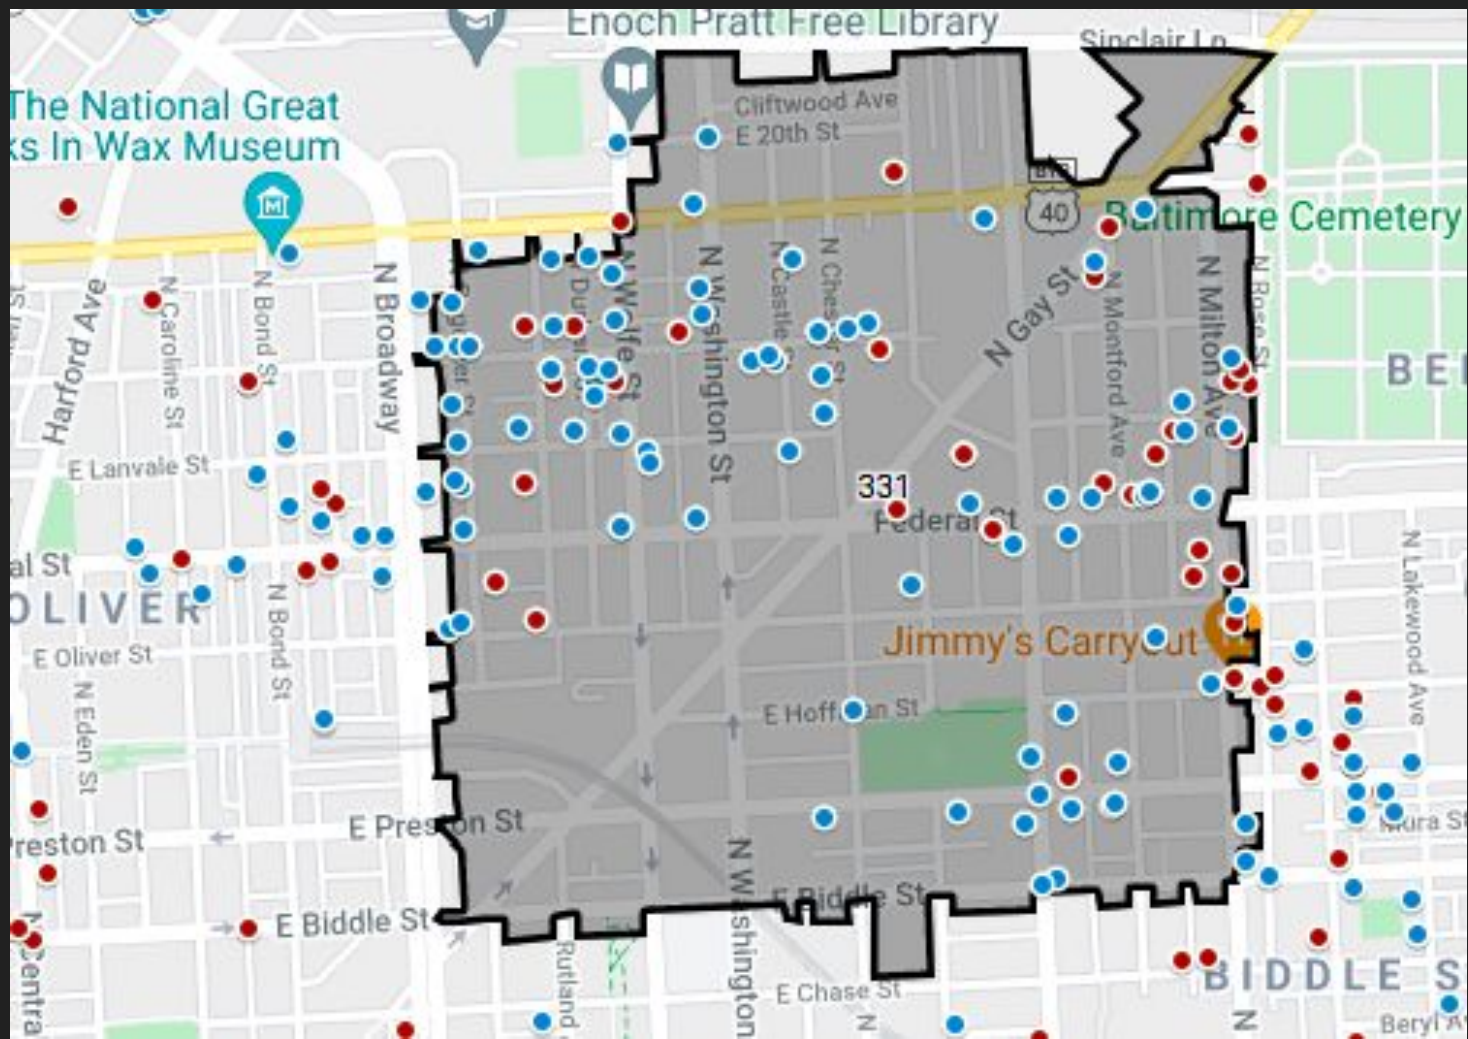 Enoch Pratt Free Library
Sinclair Ln
The National Great
ks In Wax Museum
Cliftwood Ave
E 20th St
40
Baltimore Cemetery
Harford Ave
N Caroline St
N Bond St
N Broadway
N Wolfe St
N Washington St
N Castle S
N Chester St
N Gay St
N Montford Ave
N Milton Ave
N Rose St
BE
E Lanvale St
331
Federal St
al St
OLIVER
N Bond St
N Lakewood Ave
E Oliver St
Jimmy's Carryout
N Eden St
E Hoffman St
Preston St
E Preston St
E Biddle St
E Biddle St
N Washington
Rutland
Centra
BIDDLE S
E Chase St
N
N
Beryl A